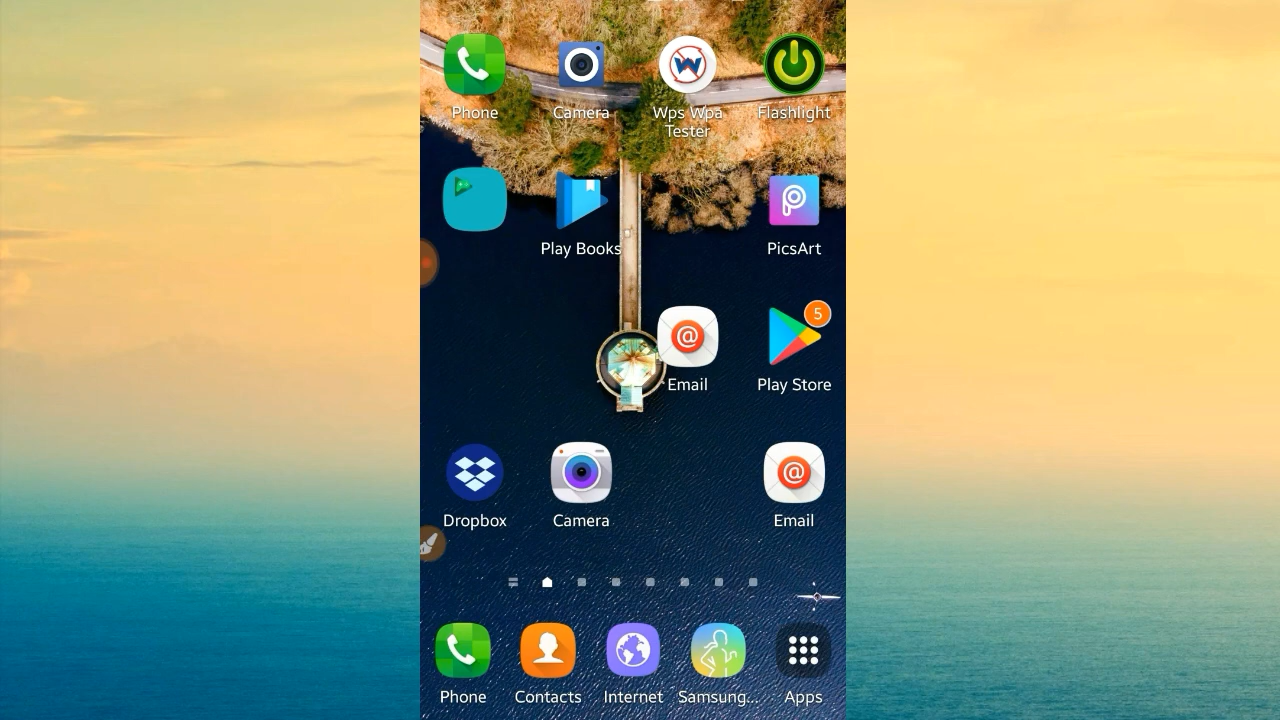 Phone
Camera
Wps Wpa
Tester
Flashlight
Play Books
PicsArt
Email
5
Play Store
Dropbox
Camera
Email
Phone
Contacts
Internet
Samsung...
Apps